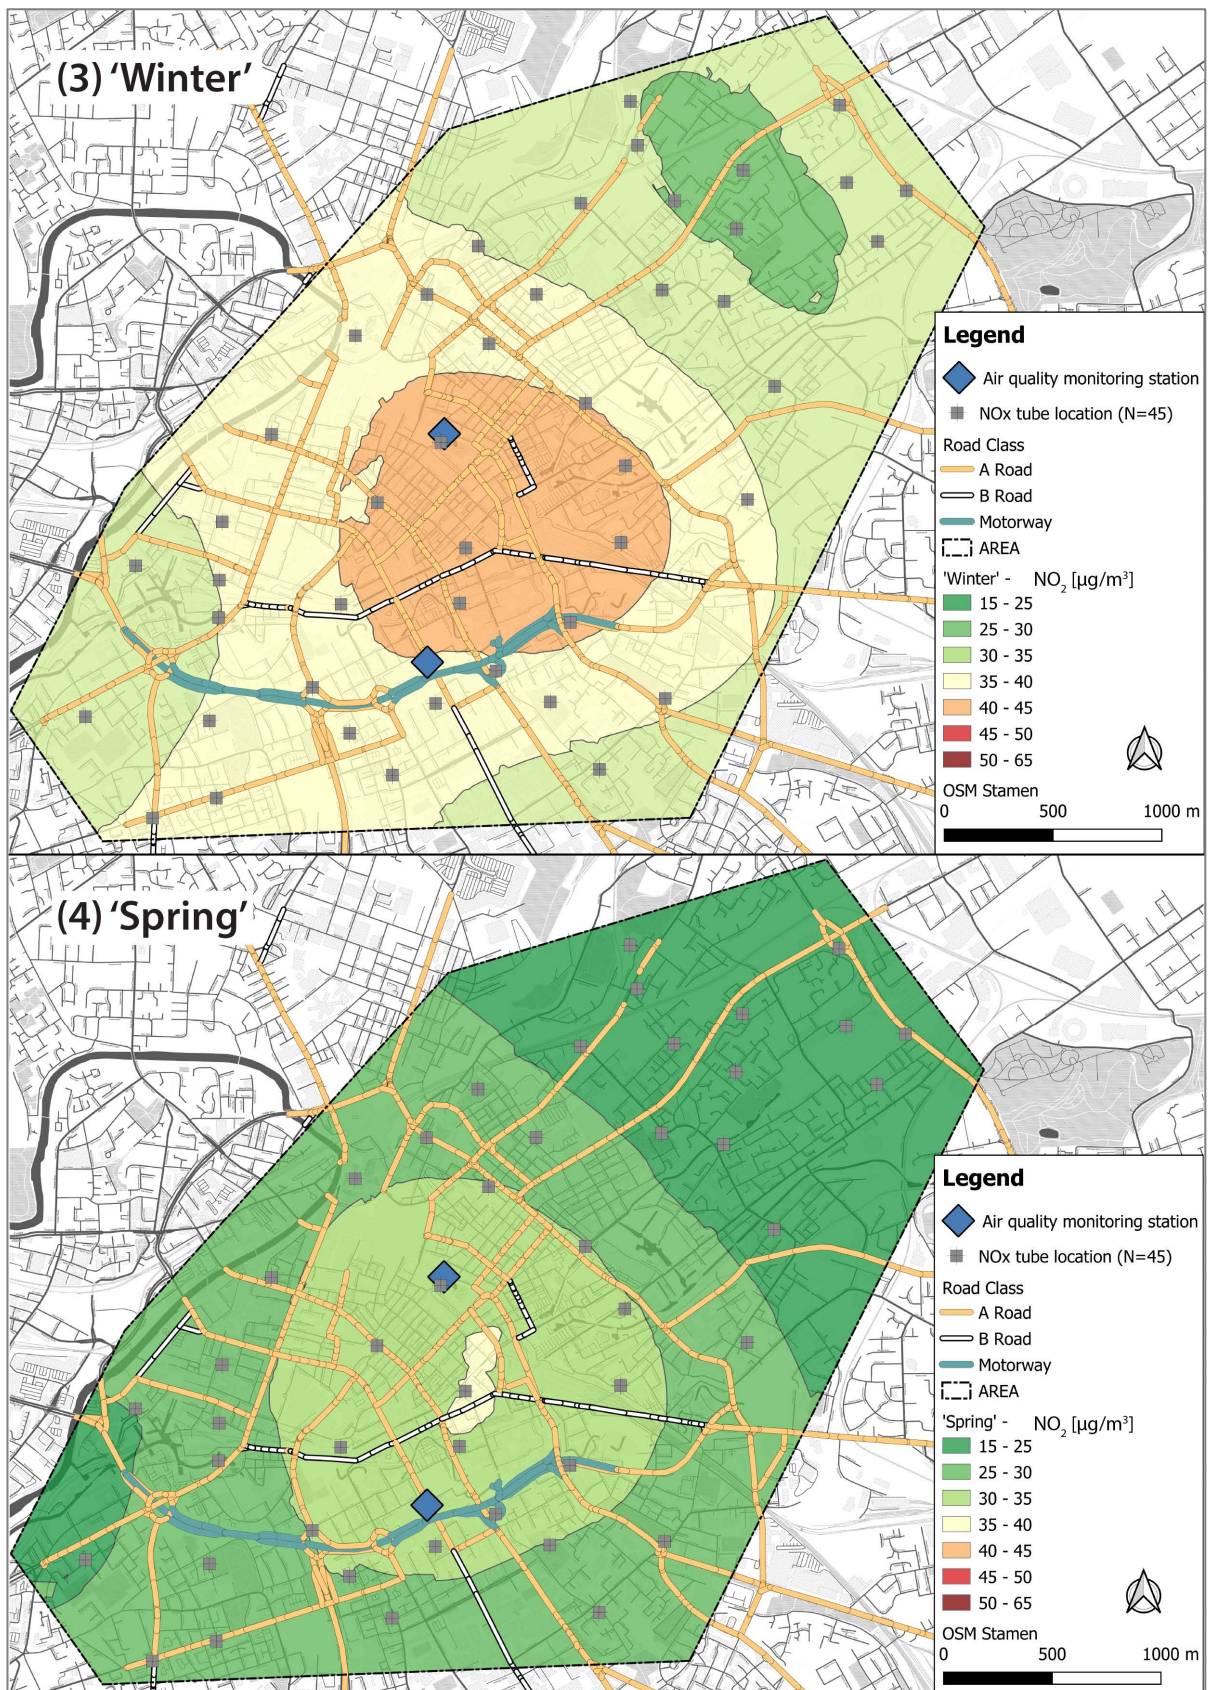 (3) ‘Winter’
Legend
Air quality monitoring station
NOx tube location (N=45)
Road Class
A Road
B Road
Motorway
AREA
'Winter' - NO₂ [µg/m³]
15 - 25
25 - 30
30 - 35
35 - 40
40 - 45
45 - 50
50 - 65
OSM Stamen
0 500 1000 m
(4) ‘Spring’
Legend
Air quality monitoring station
NOx tube location (N=45)
Road Class
A Road
B Road
Motorway
AREA
'Spring' - NO₂ [µg/m³]
15 - 25
25 - 30
30 - 35
35 - 40
40 - 45
45 - 50
50 - 65
OSM Stamen
0 500 1000 m